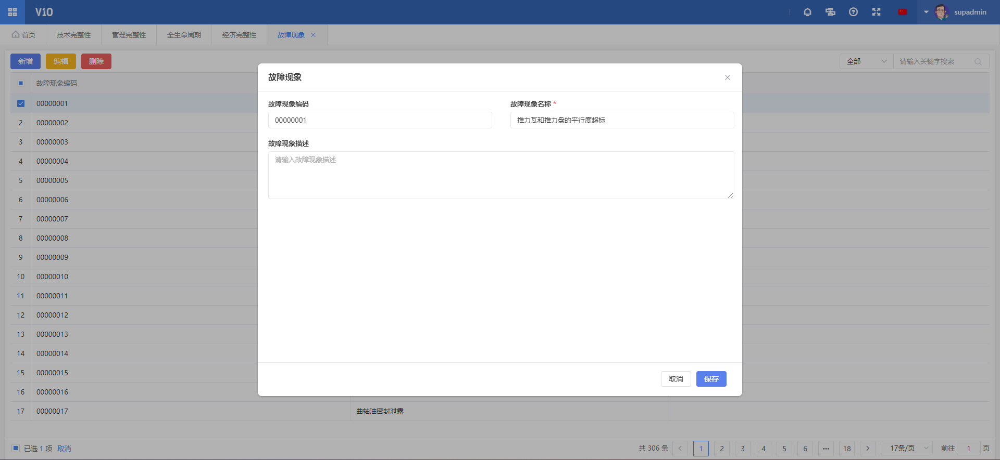 V10
supadmin
首页
技术完整性
管理完整性
全生命周期
经济完整性
故障现象
新增
编辑
删除
全部
请输入关键字搜索
故障现象编码
00000001
2 00000002
3 00000003
4 00000004
5 00000005
6 00000006
7 00000007
8 00000008
9 00000009
10 00000010
11 00000011
12 00000012
13 00000013
14 00000014
15 00000015
16 00000016
17 00000017 曲轴油密封泄露
故障现象
故障现象编码
00000001
故障现象名称 *
推力瓦和推力盘的平行度超标
故障现象描述
请输入故障现象描述
取消
保存
已选 1 项 取消
共 306 条
1 2 3 4 5 6 ••• 18
17条/页
前往 1 页